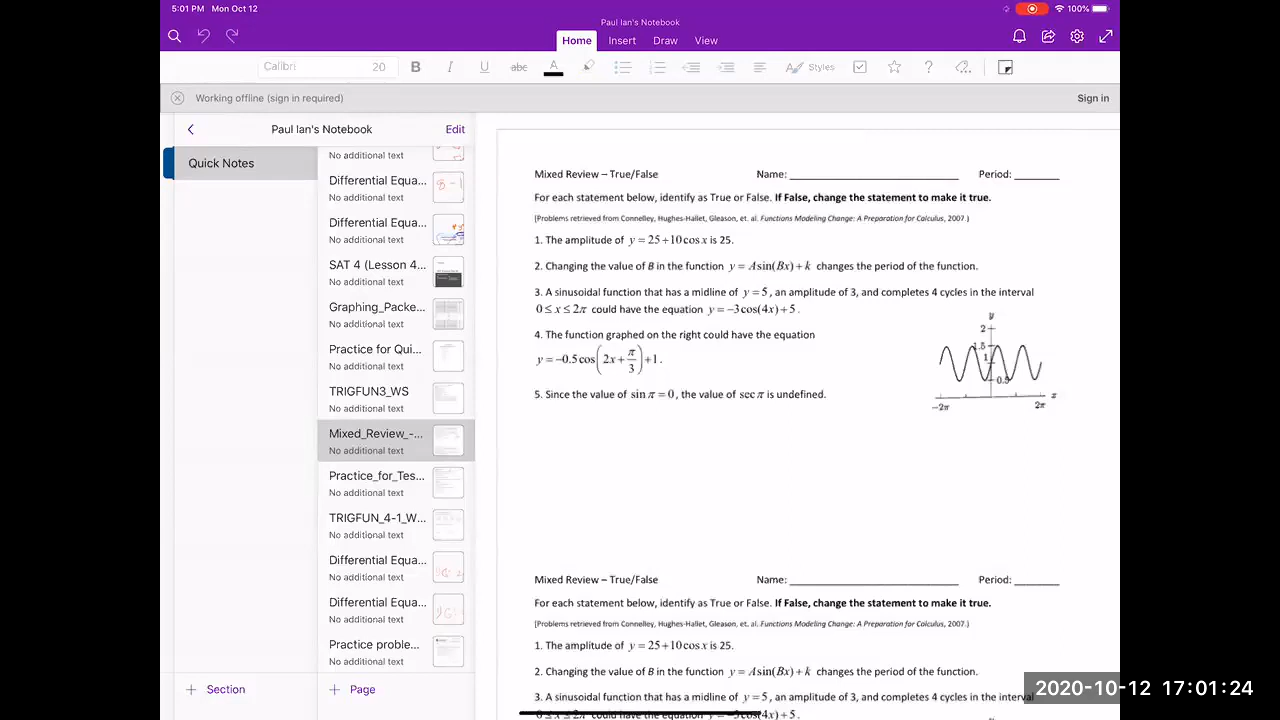 5:01 PM Mon Oct 12
100%
Paul Ian's Notebook
Home Insert Draw View
Calibri 20 B I U abc A Styles
Working offline (sign in required) Sign in
Paul Ian's Notebook Edit
Quick Notes
No additional text
Differential Equa...
No additional text
Differential Equa...
No additional text
SAT 4 (Lesson 4...
No additional text
Graphing_Packe...
No additional text
Practice for Qui...
No additional text
TRIGFUN3_WS
No additional text
Mixed_Review_-...
No additional text
Practice_for_Tes...
No additional text
TRIGFUN_4-1_W...
No additional text
Differential Equa...
No additional text
Differential Equa...
No additional text
Practice proble...
No additional text
+ Section + Page
Mixed Review – True/False Name: ____ Period: ____
For each statement below, identify as True or False. If False, change the statement to make it true.
[Problems retrieved from Connelley, Hughes-Hallet, Gleason, et. al. Functions Modeling Change: A Preparation for Calculus, 2007.]
1. The amplitude of y = 25 + 10 cos x is 25.
2. Changing the value of B in the function y = A sin(Bx) + k changes the period of the function.
3. A sinusoidal function that has a midline of y = 5, an amplitude of 3, and completes 4 cycles in the interval
0 ≤ x ≤ 2π could have the equation y = −3cos(4x) + 5.
4. The function graphed on the right could have the equation
y = −0.5cos(2x + π/3) + 1.
5. Since the value of sin π = 0, the value of sec π is undefined.
y
2
1.5
1
0.5
−2π 2π x
Mixed Review – True/False Name: ____ Period: ____
For each statement below, identify as True or False. If False, change the statement to make it true.
[Problems retrieved from Connelley, Hughes-Hallet, Gleason, et. al. Functions Modeling Change: A Preparation for Calculus, 2007.]
1. The amplitude of y = 25 + 10 cos x is 25.
2. Changing the value of B in the function y = A sin(Bx) + k changes the period of the function.
3. A sinusoidal function that has a midline of y = 5, an amplitude of 3, and completes 4 cycles in the interval
0 ≤ x ≤ 2π could have the equation y = −3cos(4x) + 5.
2020-10-12 17:01:24